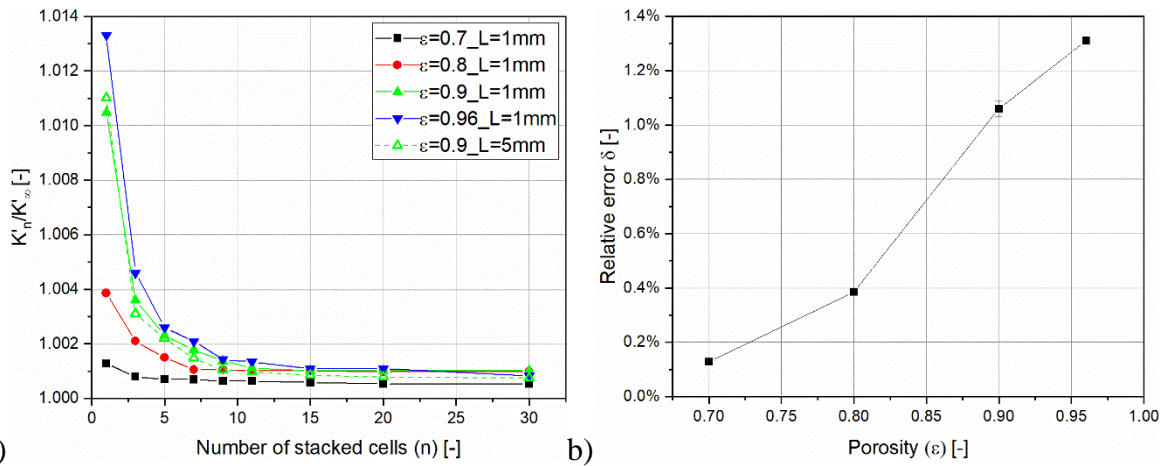 1.014
1.012
1.010
1.008
1.006
1.004
1.002
1.000
K'n/K'∞ [-]
0 5 10 15 20 25 30
Number of stacked cells (n) [-]
ε=0.7_L=1mm
ε=0.8_L=1mm
ε=0.9_L=1mm
ε=0.96_L=1mm
ε=0.9_L=5mm
)
b)
1.4%
1.2%
1.0%
0.8%
0.6%
0.4%
0.2%
0.0%
Relative error δ [-]
0.70 0.75 0.80 0.85 0.90 0.95 1.00
Porosity (ε) [-]